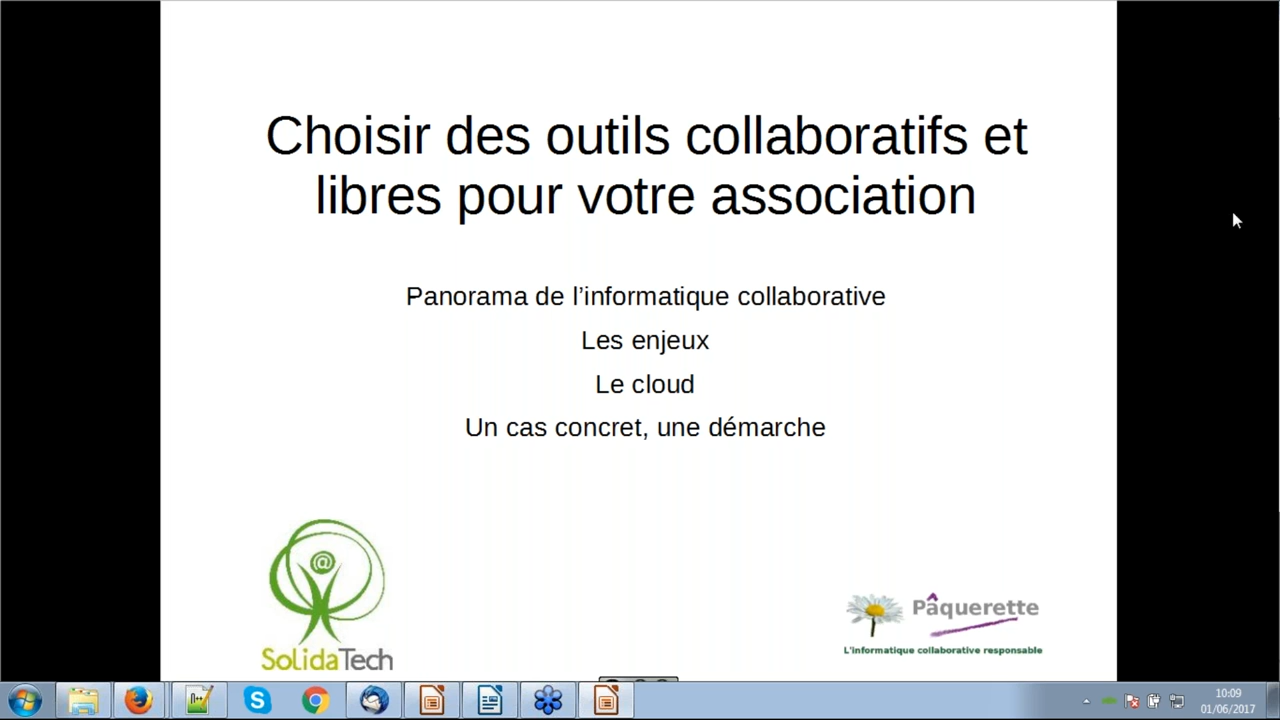 Choisir des outils collaboratifs et
libres pour votre association
Panorama de l’informatique collaborative
Les enjeux
Le cloud
Un cas concret, une démarche
@
SolidaTech
Pâquerette
L'informatique collaborative responsable
10:09
01/06/2017